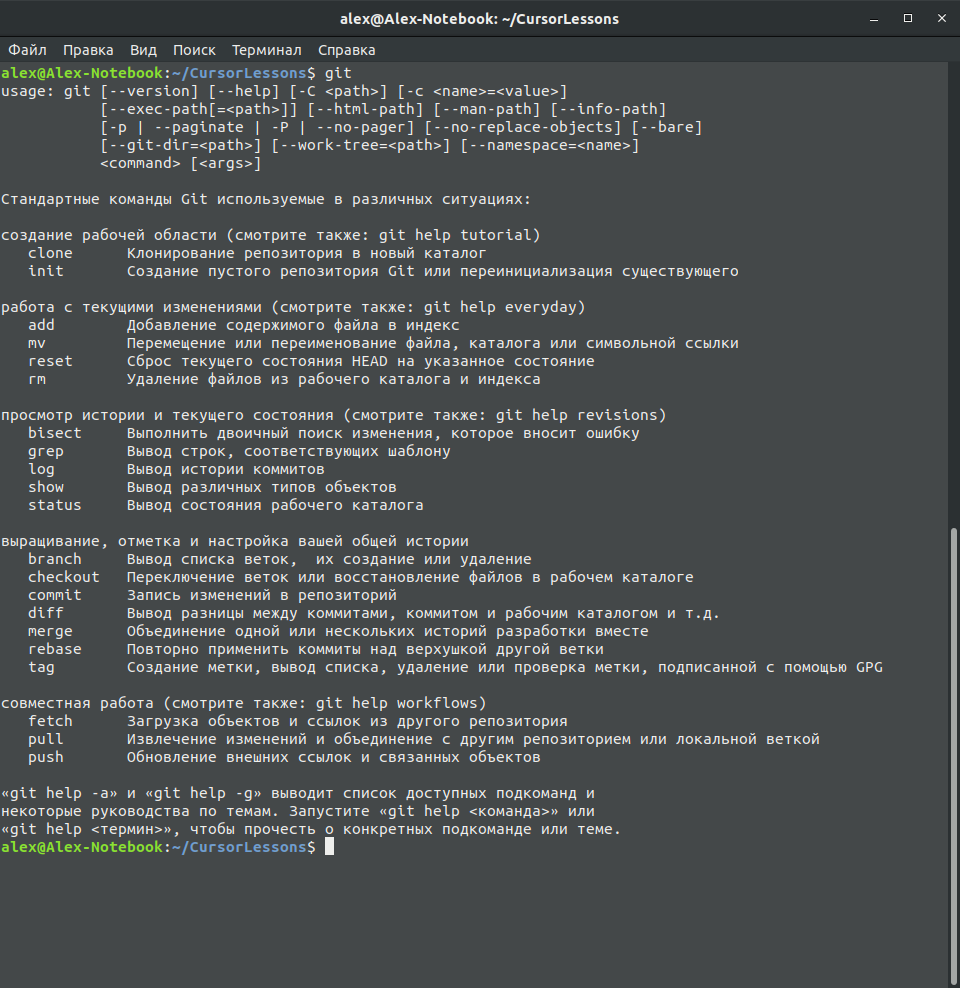 alex@Alex-Notebook: ~/CursorLessons
Файл Правка Вид Поиск Терминал Справка
alex@Alex-Notebook:~/CursorLessons$ git
usage: git [--version] [--help] [-C <path>] [-c <name>=<value>]
           [--exec-path[=<path>]] [--html-path] [--man-path] [--info-path]
           [-p | --paginate | -P | --no-pager] [--no-replace-objects] [--bare]
           [--git-dir=<path>] [--work-tree=<path>] [--namespace=<name>]
           <command> [<args>]

Стандартные команды Git используемые в различных ситуациях:

создание рабочей области (смотрите также: git help tutorial)
   clone      Клонирование репозитория в новый каталог
   init       Создание пустого репозитория Git или переинициализация существующего

работа с текущими изменениями (смотрите также: git help everyday)
   add        Добавление содержимого файла в индекс
   mv         Перемещение или переименование файла, каталога или символьной ссылки
   reset      Сброс текущего состояния HEAD на указанное состояние
   rm         Удаление файлов из рабочего каталога и индекса

просмотр истории и текущего состояния (смотрите также: git help revisions)
   bisect     Выполнить двоичный поиск изменения, которое вносит ошибку
   grep       Вывод строк, соответствующих шаблону
   log        Вывод истории коммитов
   show       Вывод различных типов объектов
   status     Вывод состояния рабочего каталога

выращивание, отметка и настройка вашей общей истории
   branch     Вывод списка веток,  их создание или удаление
   checkout   Переключение веток или восстановление файлов в рабочем каталоге
   commit     Запись изменений в репозиторий
   diff       Вывод разницы между коммитами, коммитом и рабочим каталогом и т.д.
   merge      Объединение одной или нескольких историй разработки вместе
   rebase     Повторно применить коммиты над верхушкой другой ветки
   tag        Создание метки, вывод списка, удаление или проверка метки, подписанной с помощью GPG

совместная работа (смотрите также: git help workflows)
   fetch      Загрузка объектов и ссылок из другого репозитория
   pull       Извлечение изменений и объединение с другим репозиторием или локальной веткой
   push       Обновление внешних ссылок и связанных объектов

«git help -a» и «git help -g» выводит список доступных подкоманд и
некоторые руководства по темам. Запустите «git help <команда>» или
«git help <термин>», чтобы прочесть о конкретных подкоманде или теме.
alex@Alex-Notebook:~/CursorLessons$